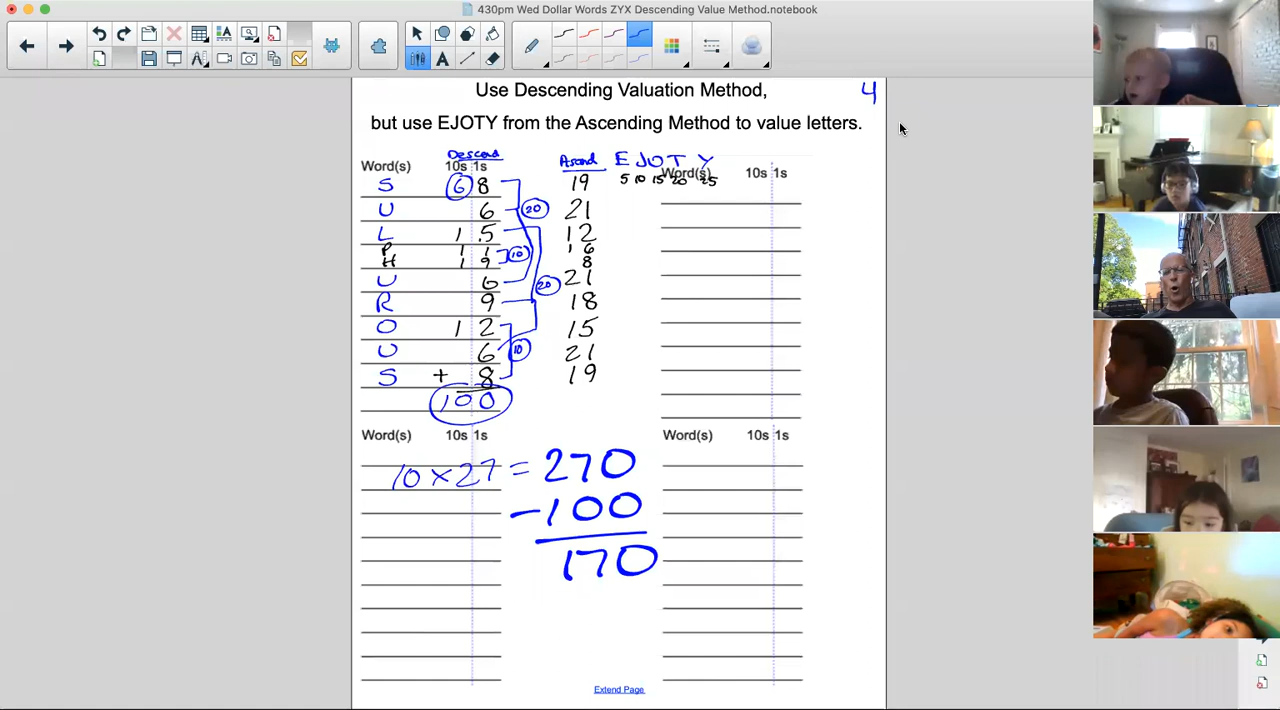 430pm Wed Dollar Words ZYX Descending Value Method.notebook
Use Descending Valuation Method, 4
but use EJOTY from the Ascending Method to value letters.
Descend Ascend E J O T Y
Word(s) 10s 1s 5 10 15 20 25 Word(s) 10s 1s
S 6 8 19
U 6 20 21
L 1 5 12
P 1 1 16
H 1 9 10 8
U 6 20 21
R 9 18
O 1 2 15
U 6 10 21
S + 8 19
100
Word(s) 10s 1s Word(s) 10s 1s
10 x 27 = 270
-100
170
Extend Page